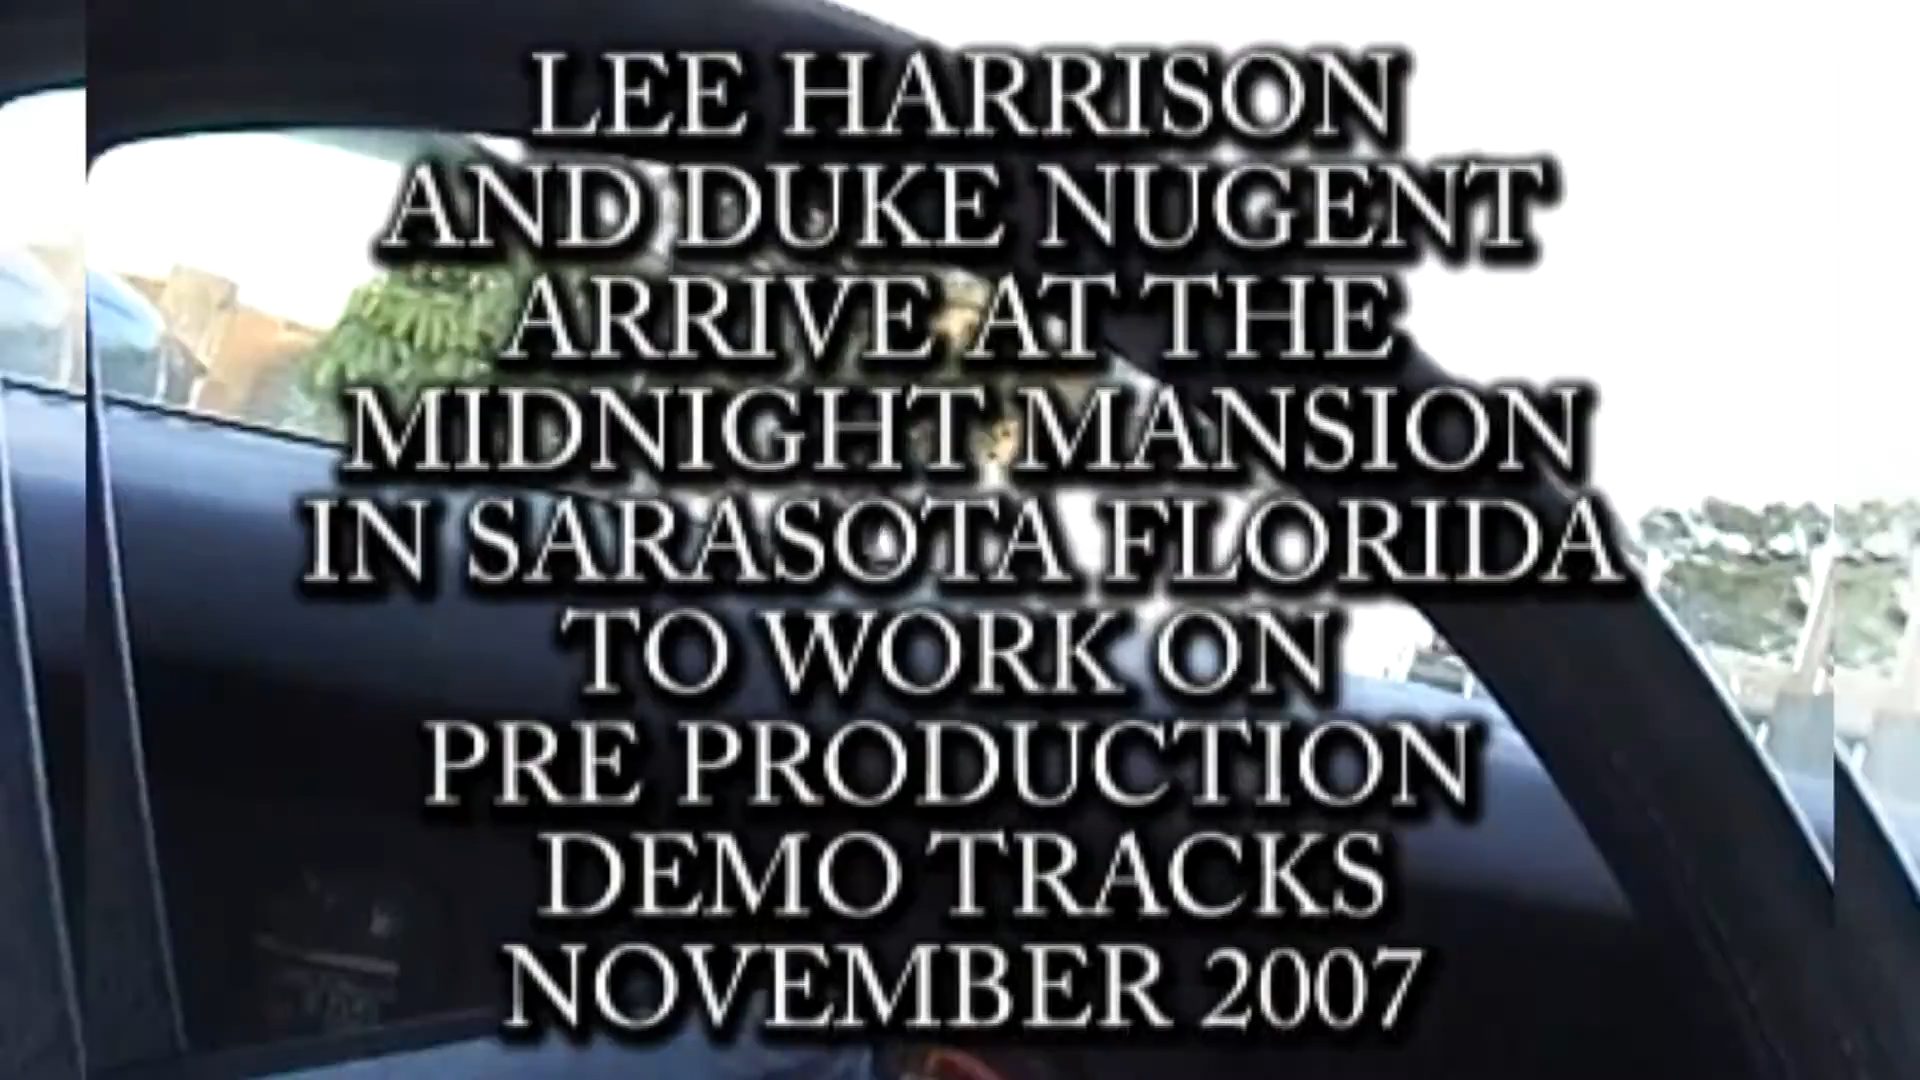 LEE HARRISON
AND DUKE NUGENT
ARRIVE AT THE
MIDNIGHT MANSION
IN SARASOTA FLORIDA
TO WORK ON
PRE PRODUCTION
DEMO TRACKS
NOVEMBER 2007